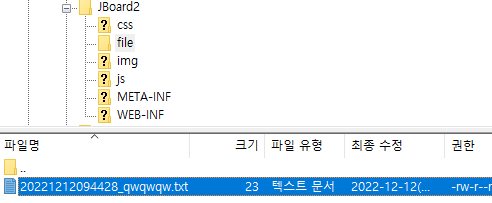 JBoard2
css
file
img
js
META-INF
WEB-INF
파일명 크기 파일 유형 최종 수정 권한
..
20221212094428_qwqwqw.txt 23 텍스트 문서 2022-12-12(... -rw-r--r